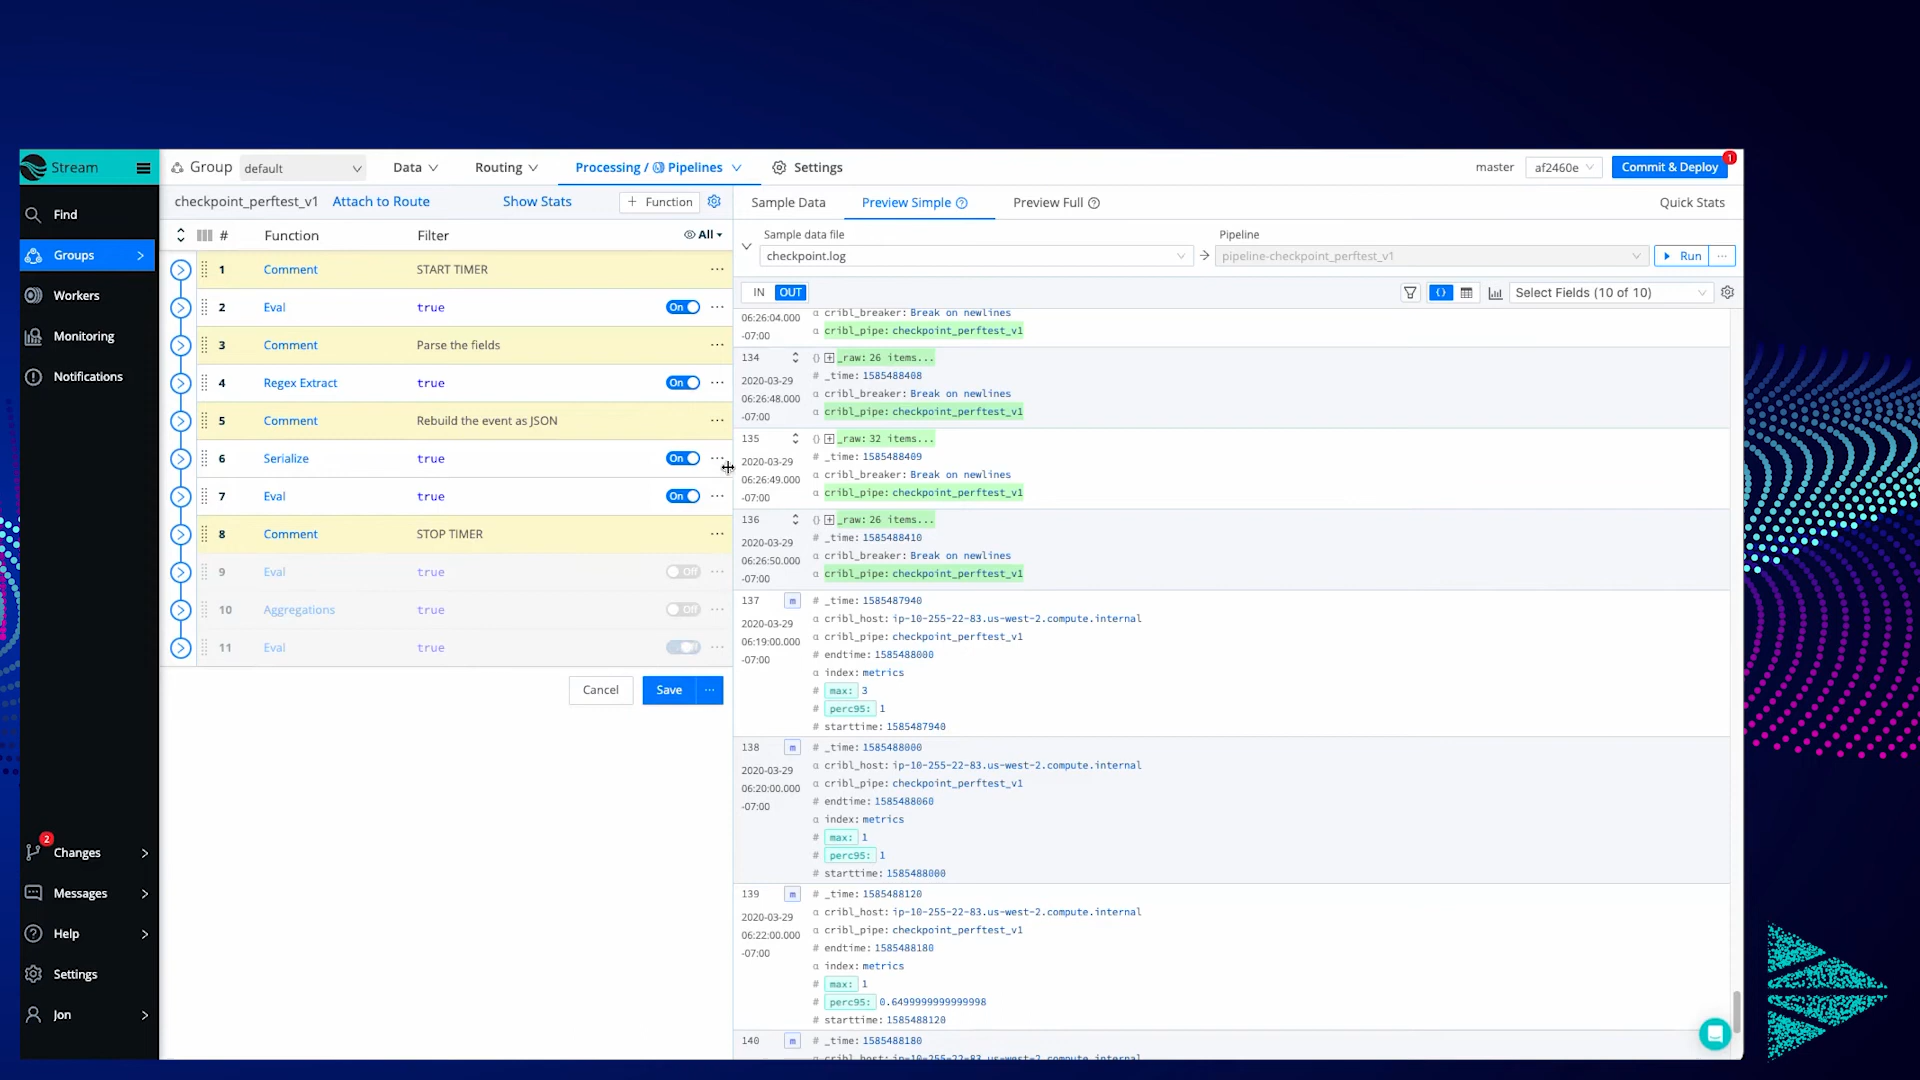 Stream
Group default Data Routing Processing / Pipelines Settings master af2460e Commit & Deploy 1
Find
Groups
Workers
Monitoring
Notifications
2
Changes
Messages
Help
Settings
Jon
checkpoint_perftest_v1 Attach to Route Show Stats + Function
# Function Filter All
1 Comment START TIMER ...
2 Eval true On ...
3 Comment Parse the fields ...
4 Regex Extract true On ...
5 Comment Rebuild the event as JSON ...
6 Serialize true On ...
7 Eval true On ...
8 Comment STOP TIMER ...
9 Eval true Off ...
10 Aggregations true Off ...
11 Eval true ...
Cancel Save ...
Sample Data Preview Simple ? Preview Full ? Quick Stats
Sample data file Pipeline
checkpoint.log → pipeline-checkpoint_perftest_v1 Run ...
IN OUT {} Select Fields (10 of 10)
06:26:04.000 α cribl_breaker: Break on newlines
-07:00 α cribl_pipe: checkpoint_perftest_v1
134 {} + _raw: 26 items...
2020-03-29 # _time: 1585488408
06:26:48.000 α cribl_breaker: Break on newlines
-07:00 α cribl_pipe: checkpoint_perftest_v1
135 {} + _raw: 32 items...
2020-03-29 # _time: 1585488409
06:26:49.000 α cribl_breaker: Break on newlines
-07:00 α cribl_pipe: checkpoint_perftest_v1
136 {} + _raw: 26 items...
2020-03-29 # _time: 1585488410
06:26:50.000 α cribl_breaker: Break on newlines
-07:00 α cribl_pipe: checkpoint_perftest_v1
137 m # _time: 1585487940
2020-03-29 α cribl_host: ip-10-255-22-83.us-west-2.compute.internal
06:19:00.000 α cribl_pipe: checkpoint_perftest_v1
-07:00 # endtime: 1585488000
α index: metrics
# max: 3
# perc95: 1
# starttime: 1585487940
138 m # _time: 1585488000
2020-03-29 α cribl_host: ip-10-255-22-83.us-west-2.compute.internal
06:20:00.000 α cribl_pipe: checkpoint_perftest_v1
-07:00 # endtime: 1585488060
α index: metrics
# max: 1
# perc95: 1
# starttime: 1585488000
139 m # _time: 1585488120
2020-03-29 α cribl_host: ip-10-255-22-83.us-west-2.compute.internal
06:22:00.000 α cribl_pipe: checkpoint_perftest_v1
-07:00 # endtime: 1585488180
α index: metrics
# max: 1
# perc95: 0.6499999999999998
# starttime: 1585488120
140 m # _time: 1585488180
α cribl_host: ip-10-255-22-83.us-west-2.compute.internal